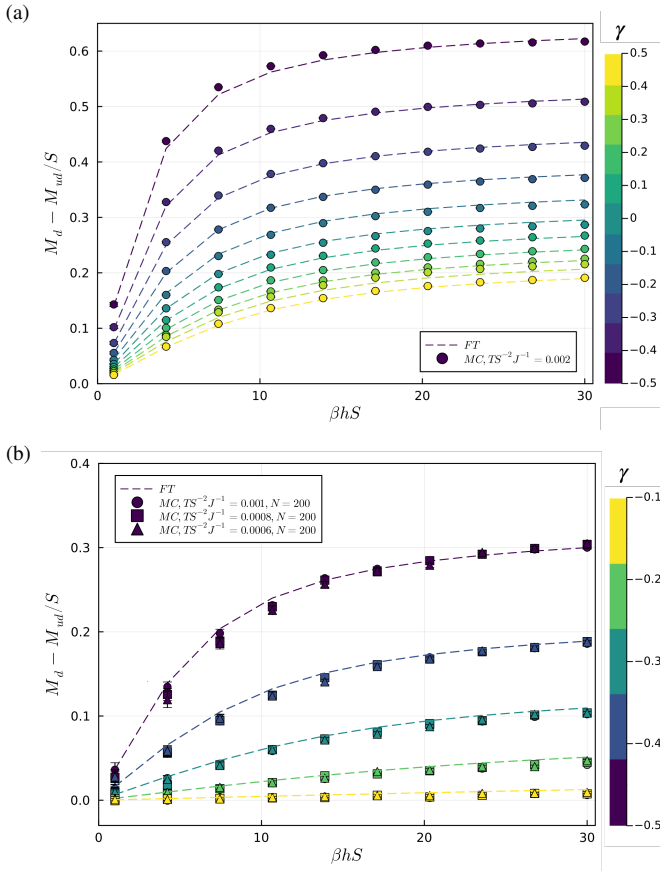 (a)
γ
0.6
0.5
0.4
0.3
0.2
0.1
0.0
M_d − M_{ud}/S
0
10
20
30
βhS
FT
MC, TS^{−2}J^{−1} = 0.002
0.5
0.4
0.3
0.2
0.1
0
−0.1
−0.2
−0.3
−0.4
−0.5
(b)
γ
0.4
0.3
0.2
0.1
0.0
M_d − M_{ud}/S
0
10
20
30
βhS
FT
MC, TS^{−2}J^{−1} = 0.001, N = 200
MC, TS^{−2}J^{−1} = 0.0008, N = 200
MC, TS^{−2}J^{−1} = 0.0006, N = 200
−0.1
−0.2
−0.3
−0.4
−0.5